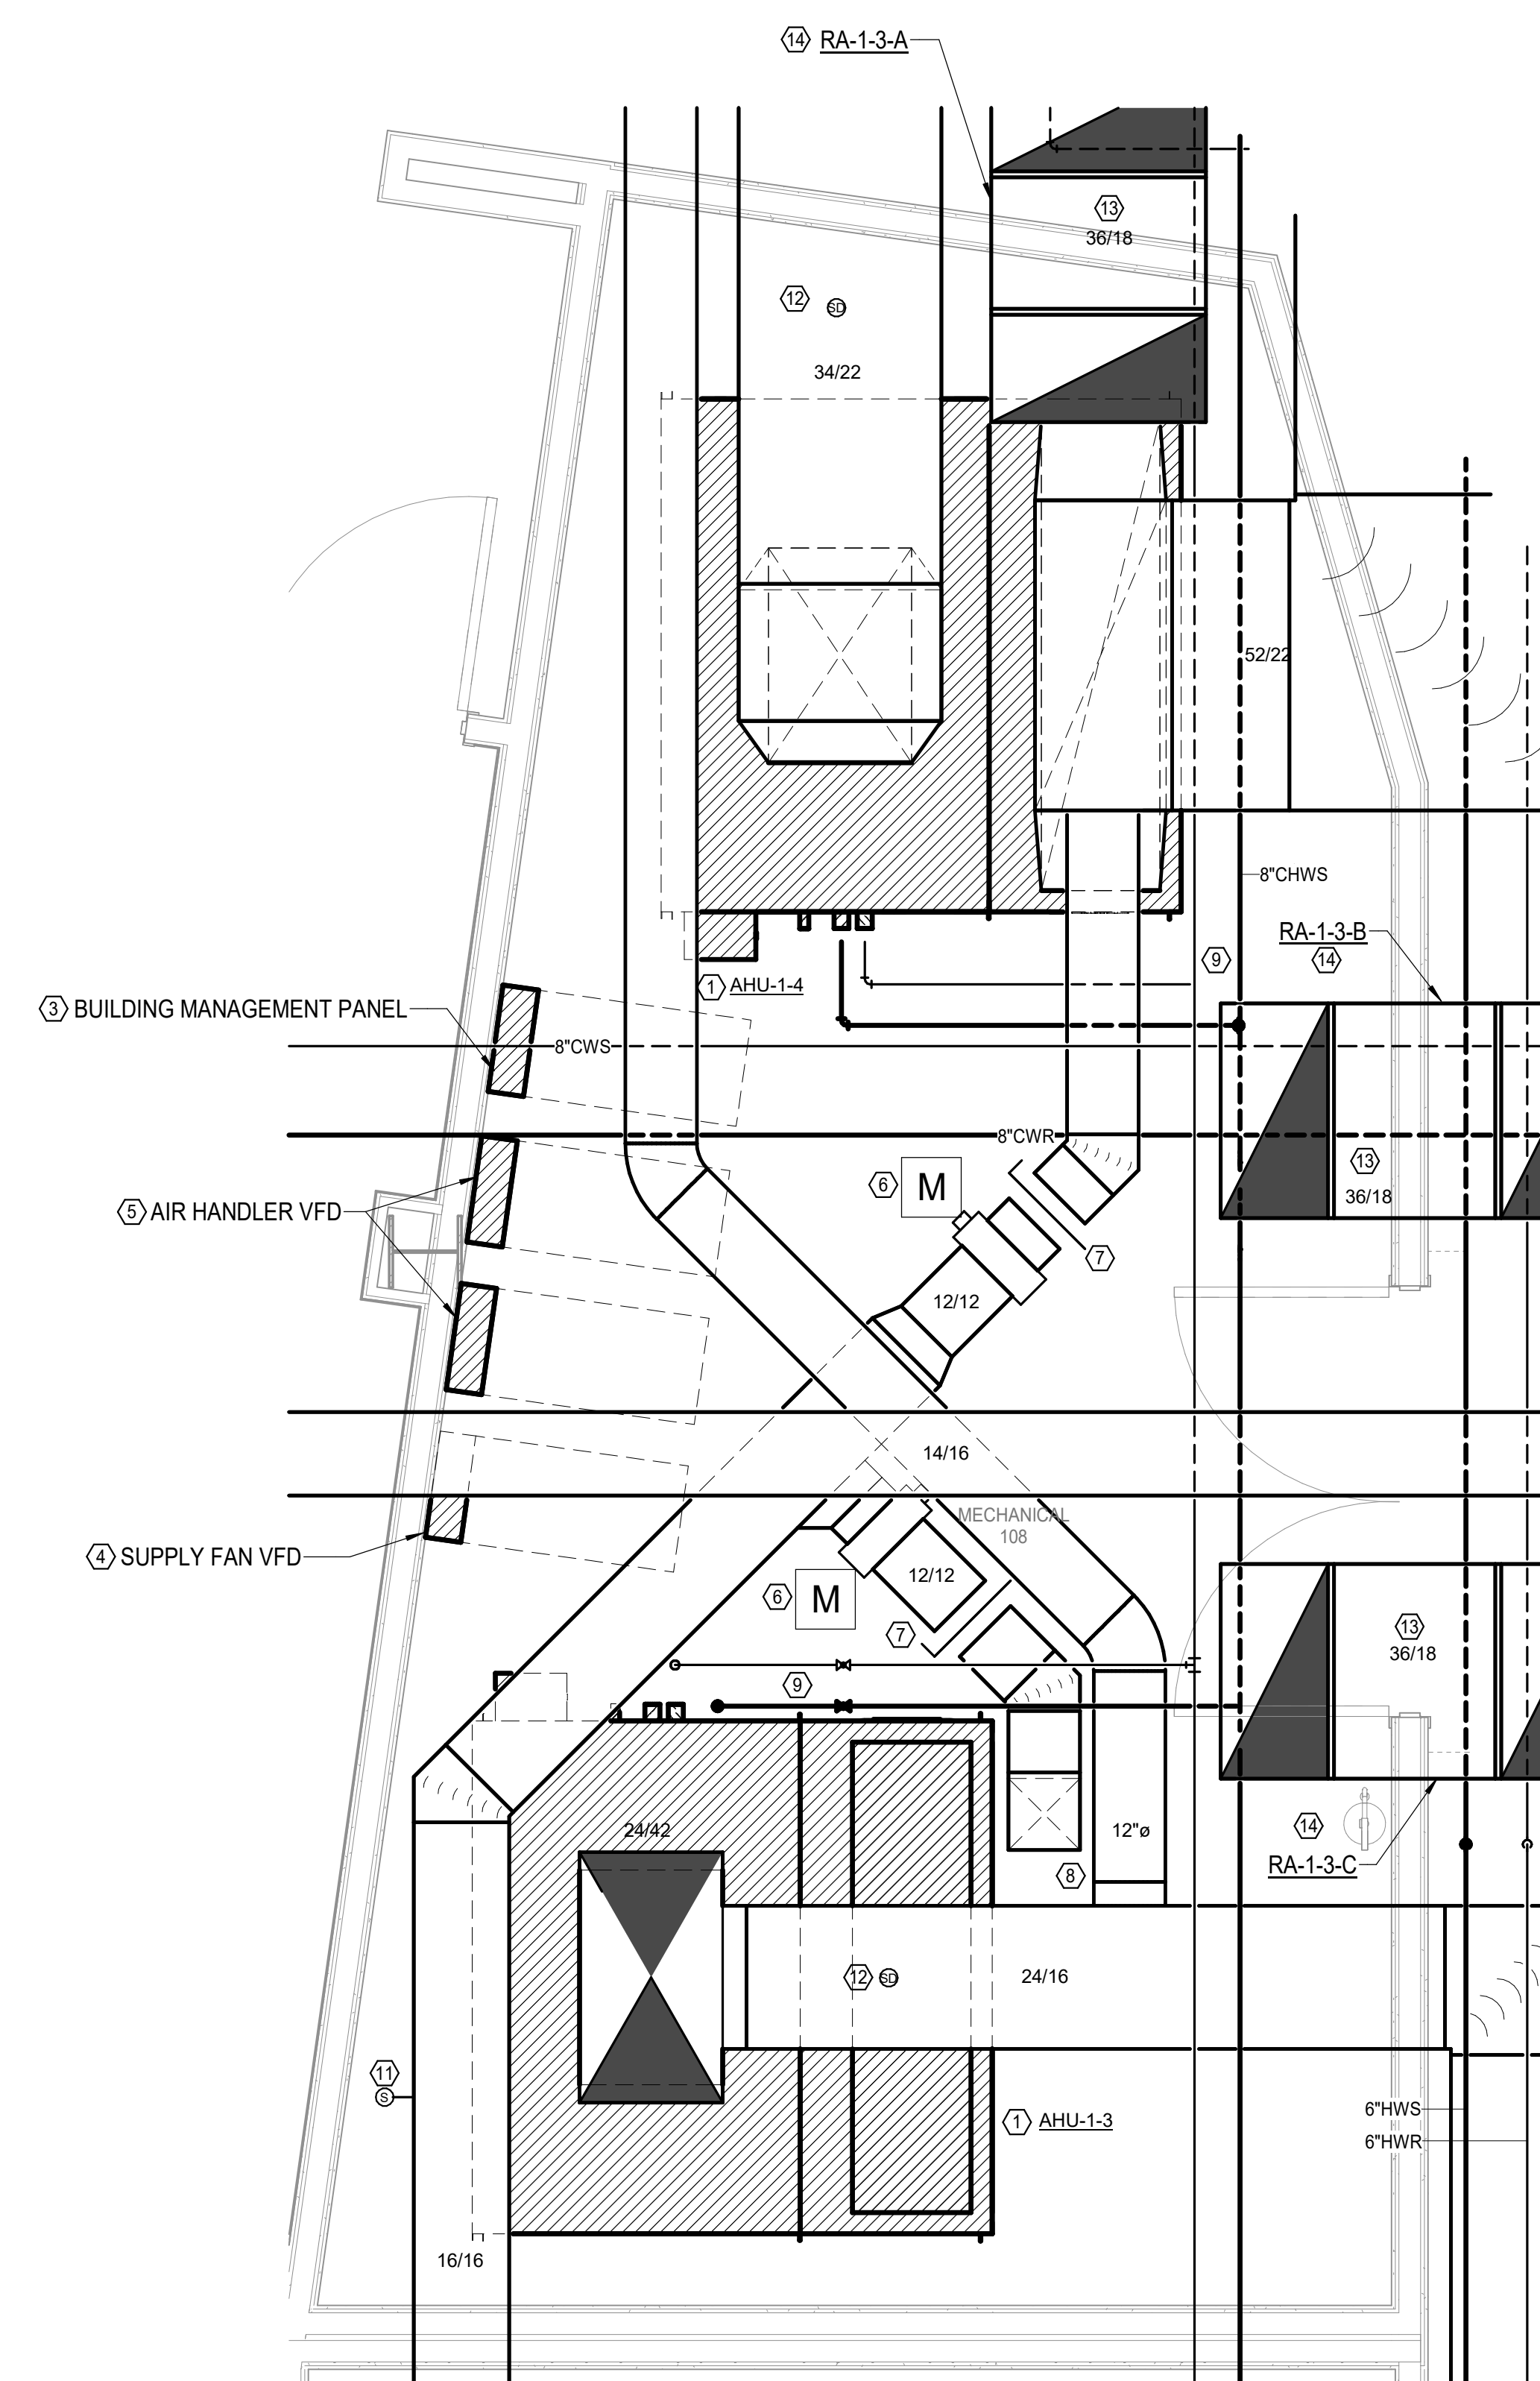 14 RA-1-3-A
13
36/18
12 SD
34/22
52/22
8"CHWS
RA-1-3-B
9
14
1 AHU-1-4
3 BUILDING MANAGEMENT PANEL
8"CWS
8"CWR
13
36/18
6 M
5 AIR HANDLER VFD
7
12/12
14/16
MECHANICAL
108
4 SUPPLY FAN VFD
12/12
6 M
7
13
36/18
9
24/42
12"ø
14
8
RA-1-3-C
12 SD
24/16
11
S
6"HWS
1 AHU-1-3
6"HWR
16/16